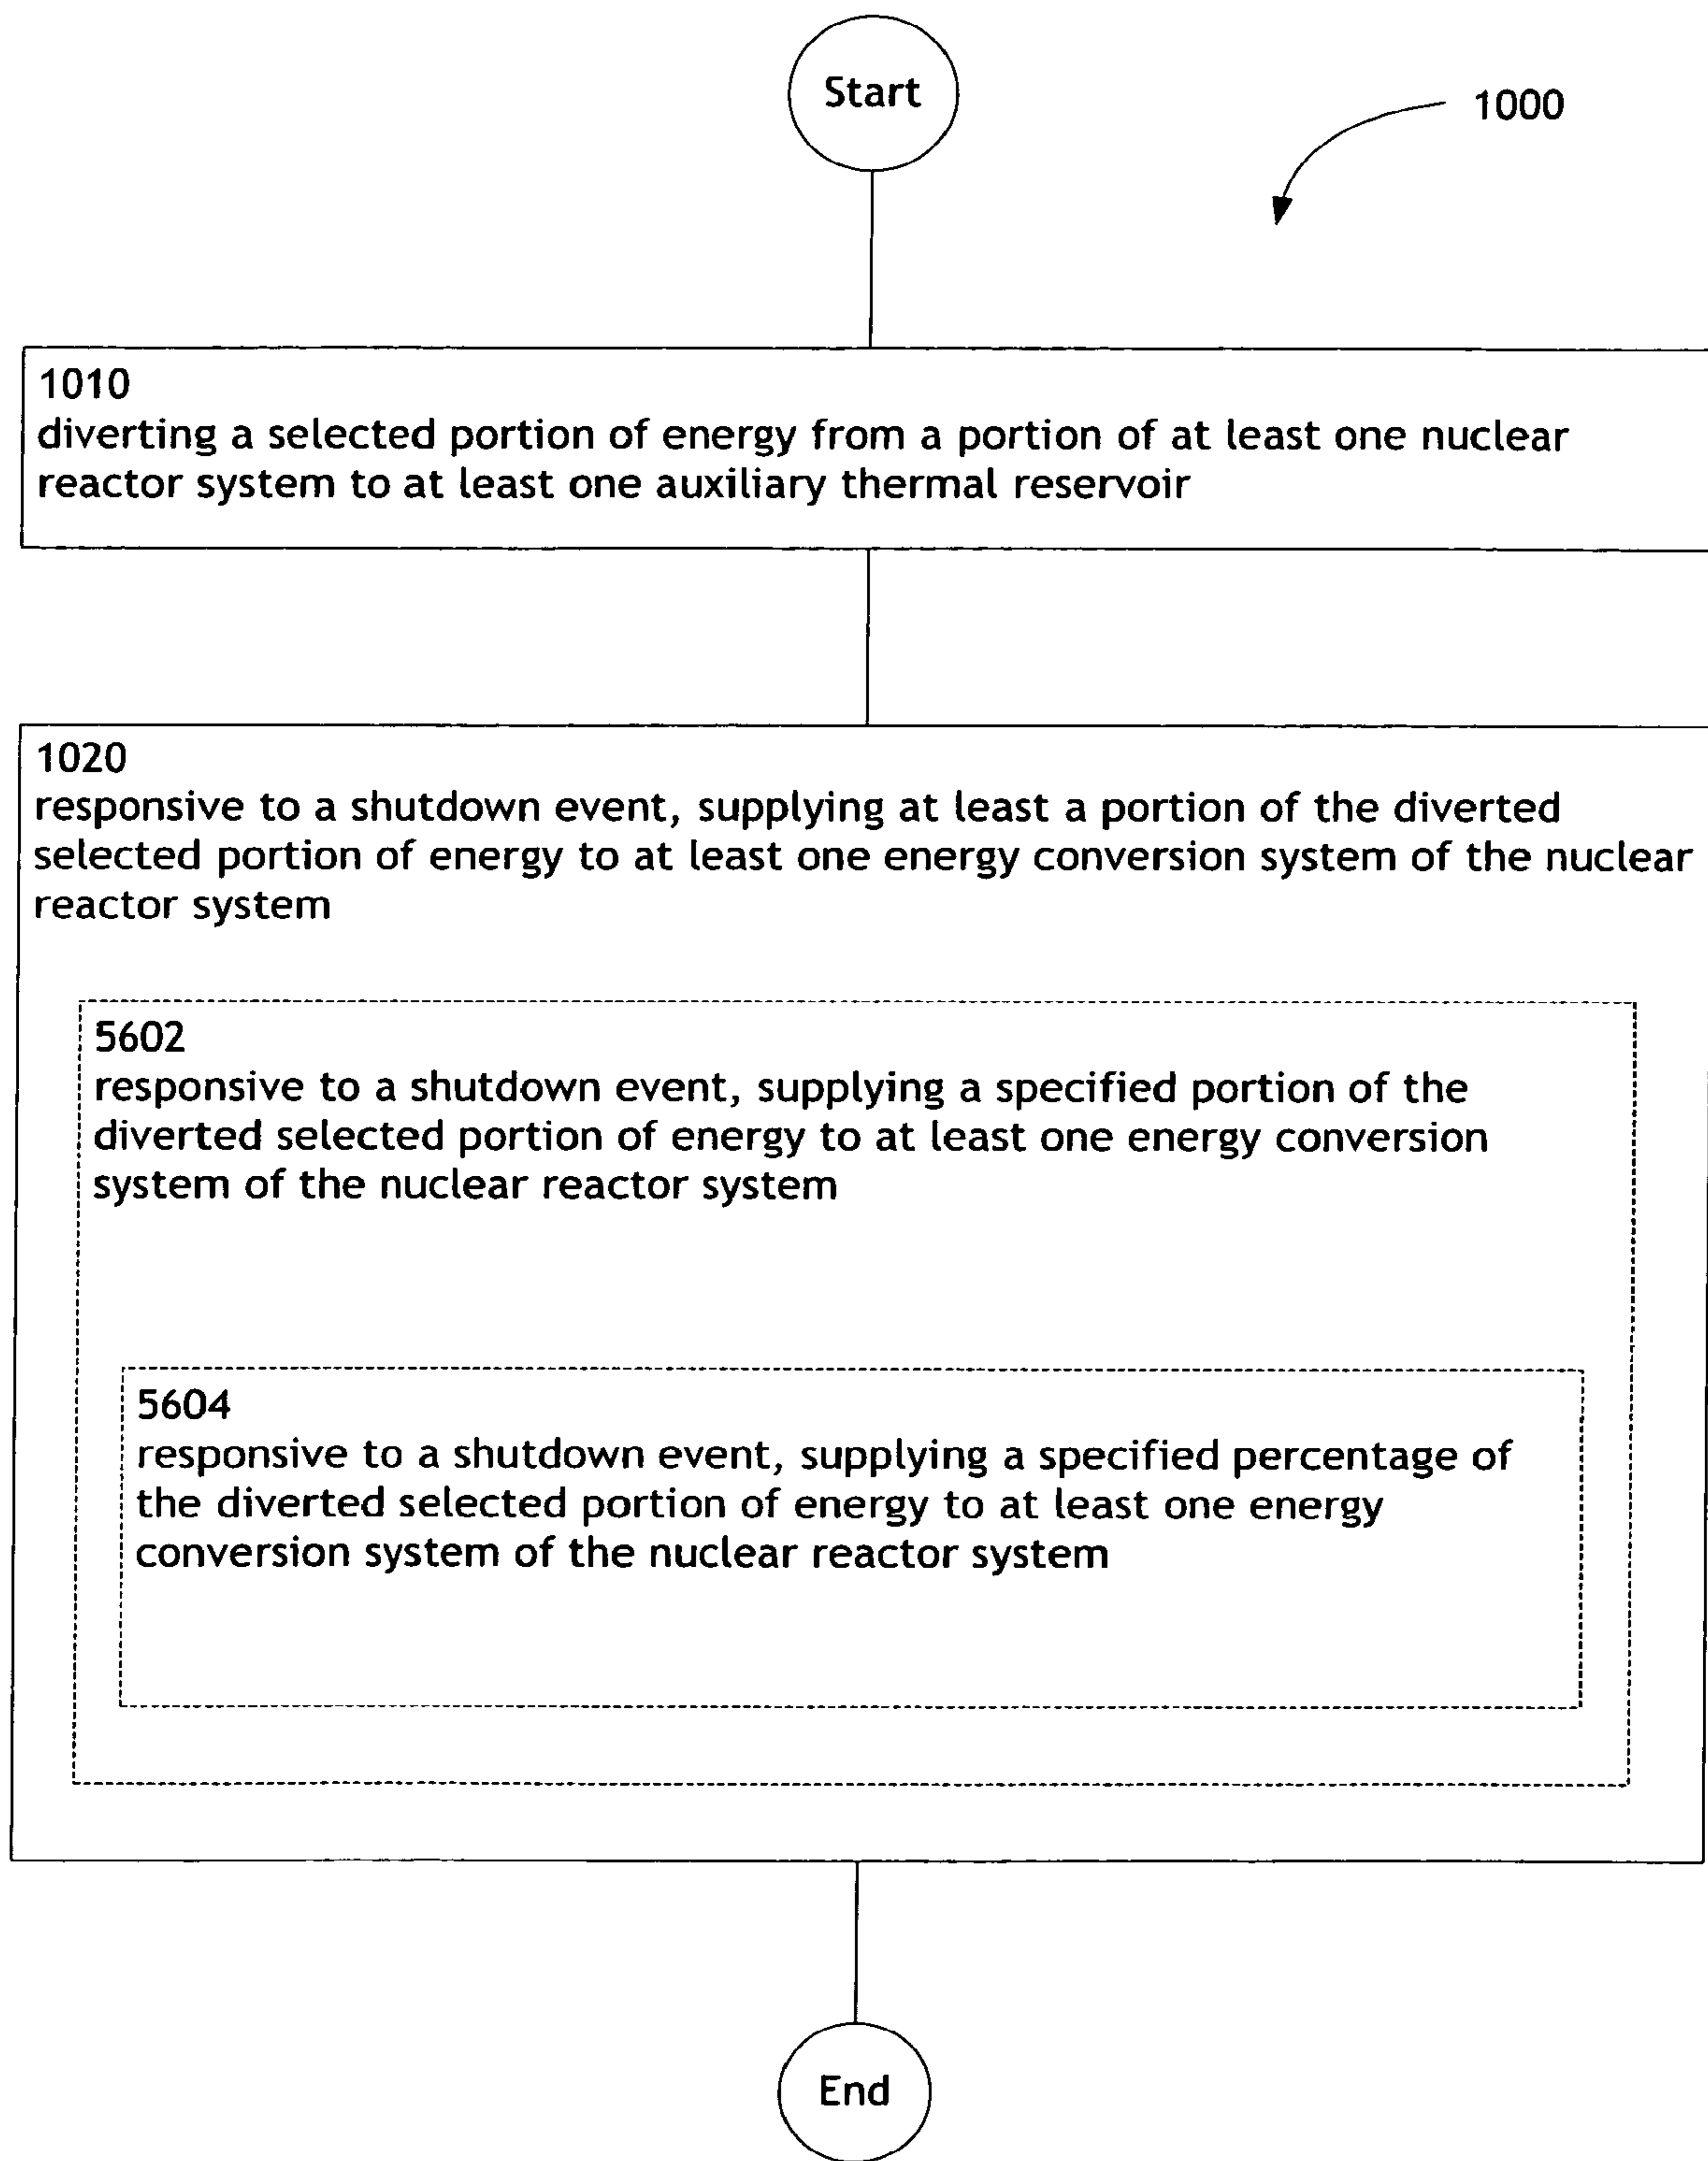 Start
1000
1010
diverting a selected portion of energy from a portion of at least one nuclear
reactor system to at least one auxiliary thermal reservoir
1020
responsive to a shutdown event, supplying at least a portion of the diverted
selected portion of energy to at least one energy conversion system of the nuclear
reactor system
5602
responsive to a shutdown event, supplying a specified portion of the
diverted selected portion of energy to at least one energy conversion
system of the nuclear reactor system
5604
responsive to a shutdown event, supplying a specified percentage of
the diverted selected portion of energy to at least one energy
conversion system of the nuclear reactor system
End